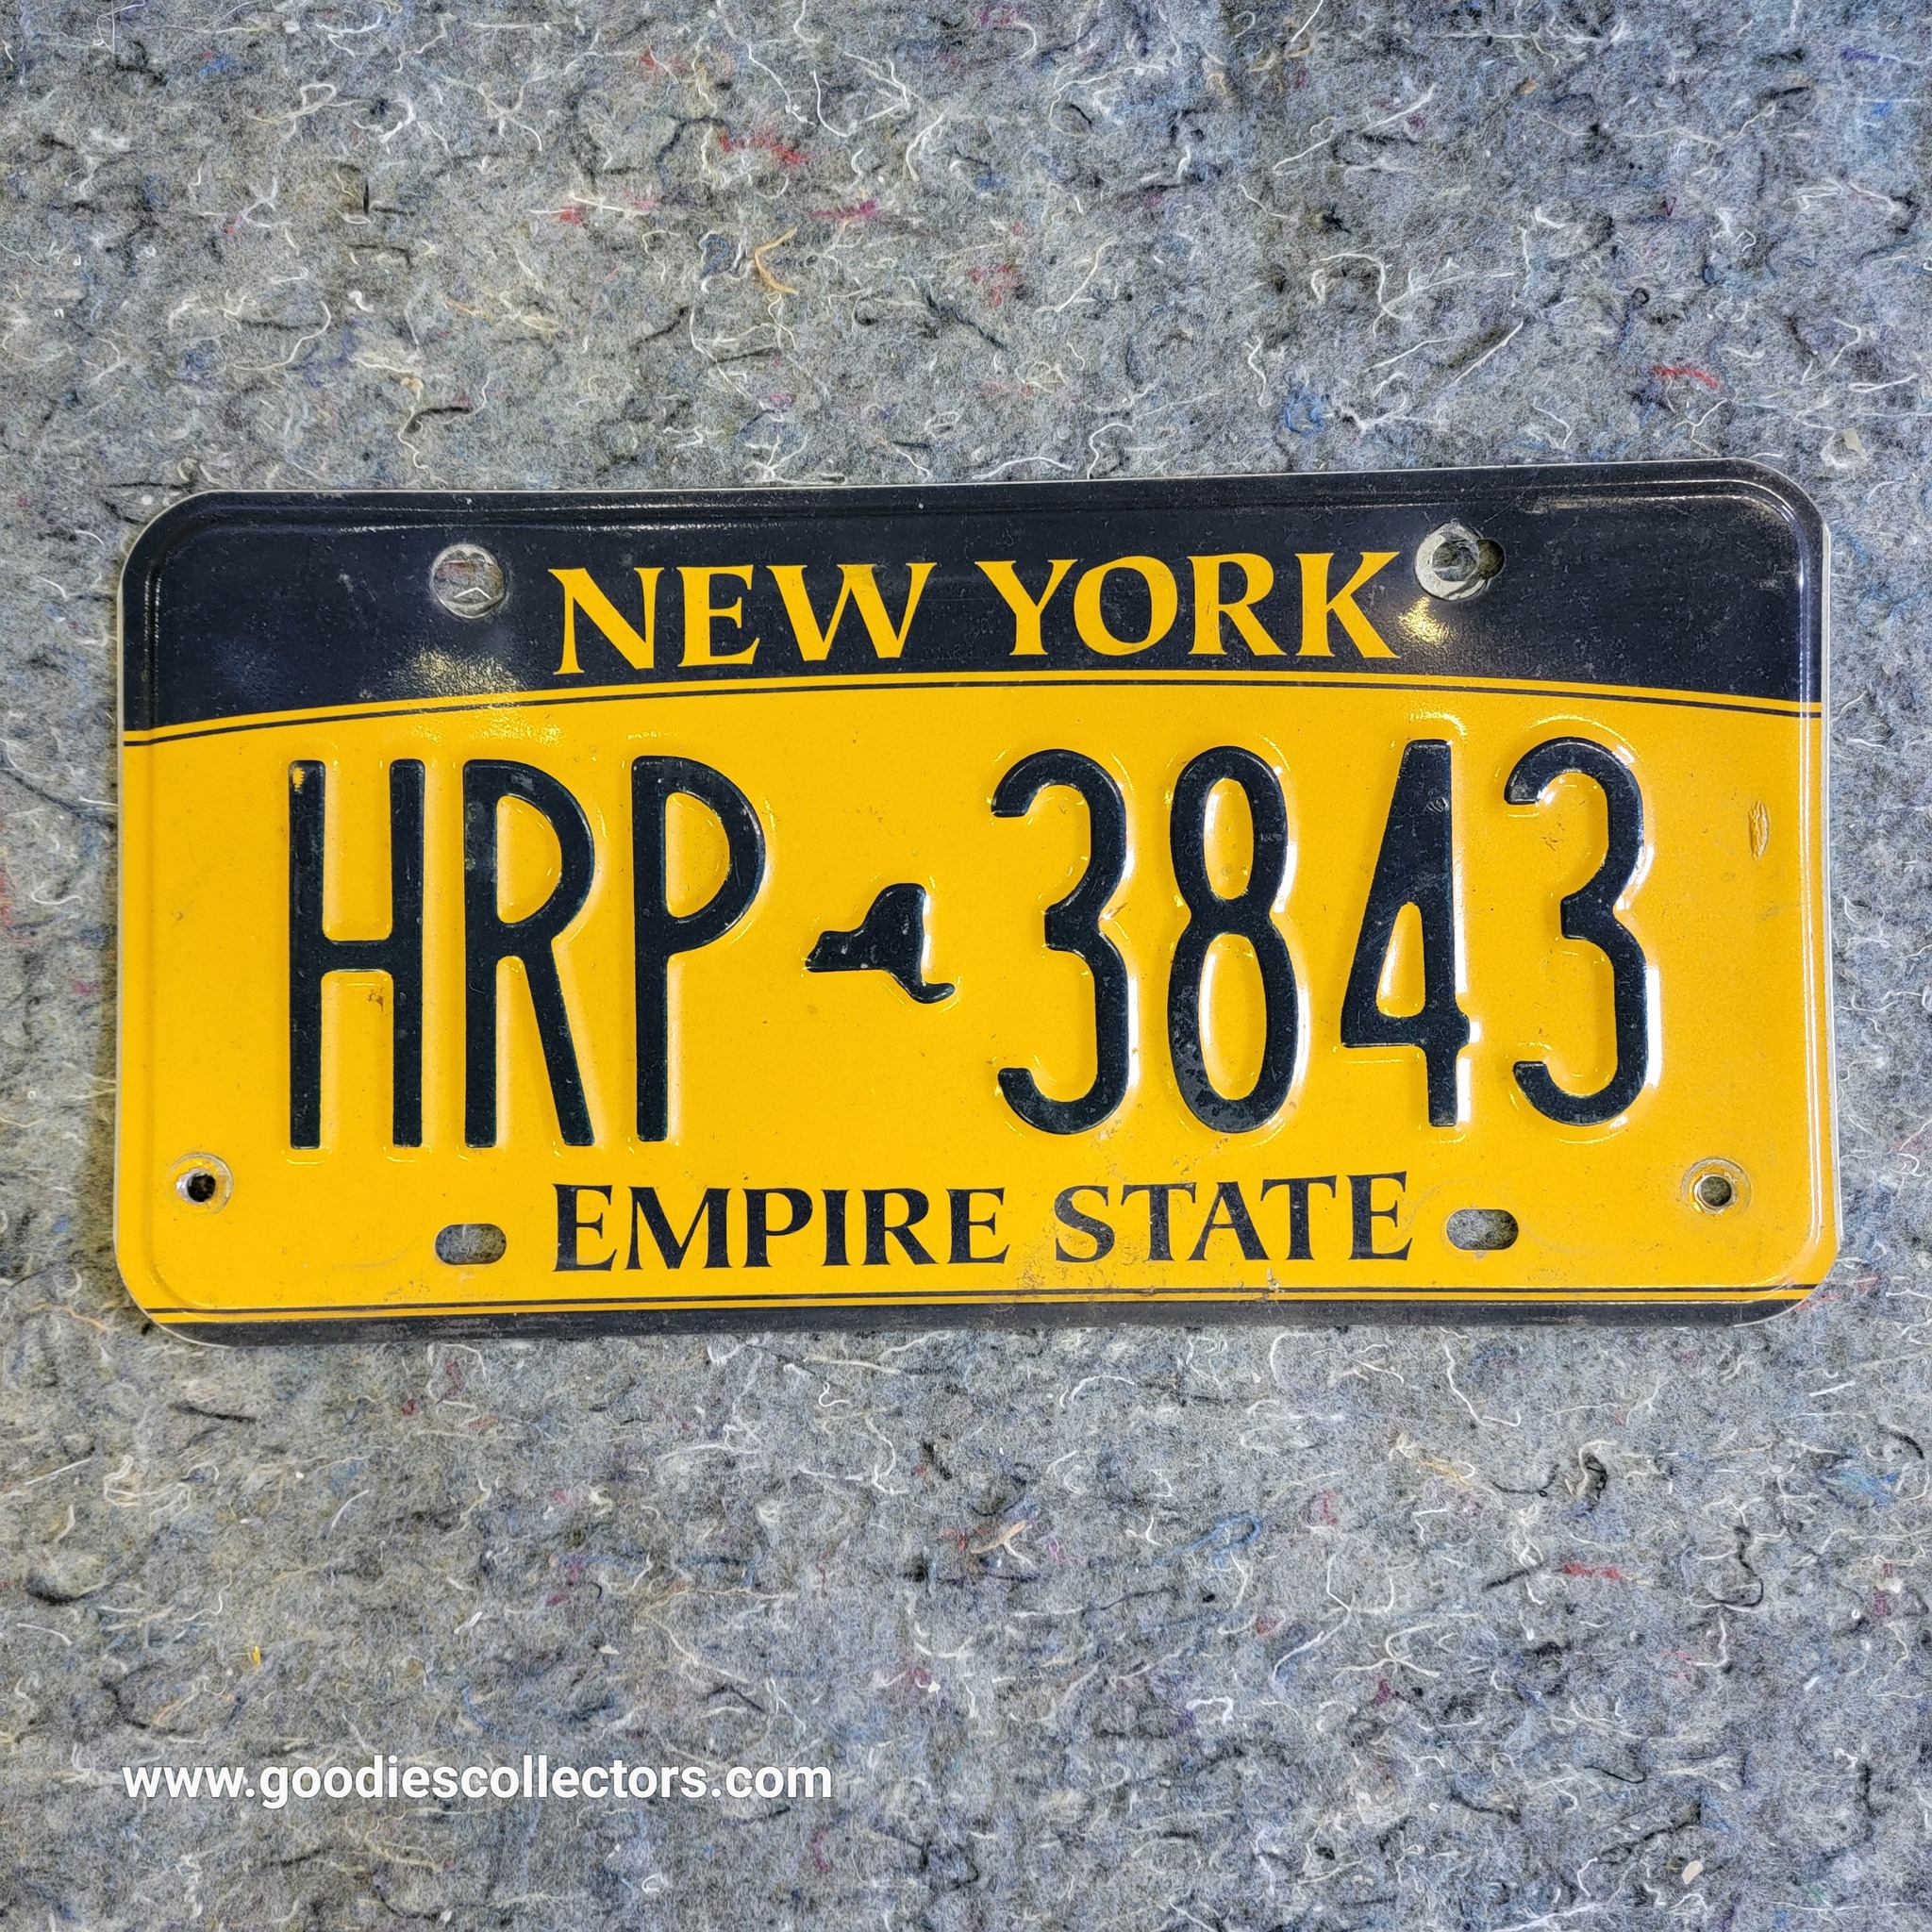 NEW YORK
HRP 3843
EMPIRE STATE
www.goodiescollectors.com